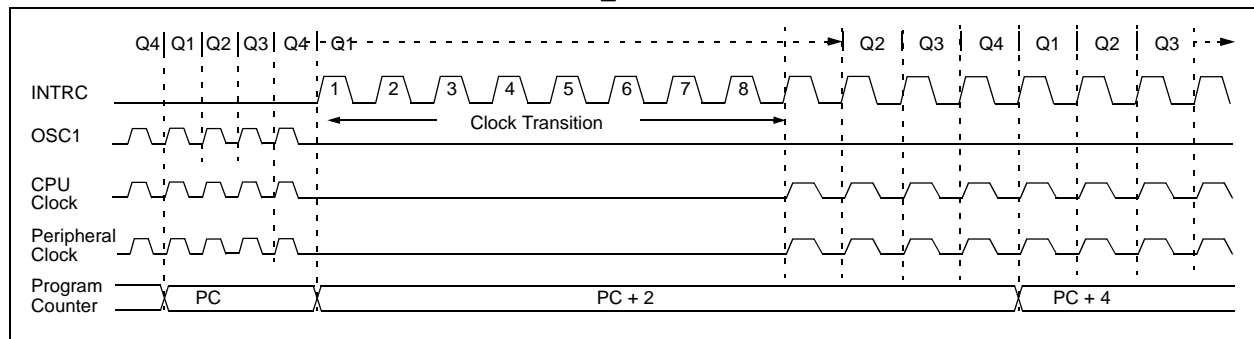 Q4 Q1 Q2 Q3 Q4 Q1 Q2 Q3 Q4 Q1 Q2 Q3
INTRC 1 2 3 4 5 6 7 8
Clock Transition
OSC1
CPU
Clock
Peripheral
Clock
Program
Counter
PC PC + 2 PC + 4